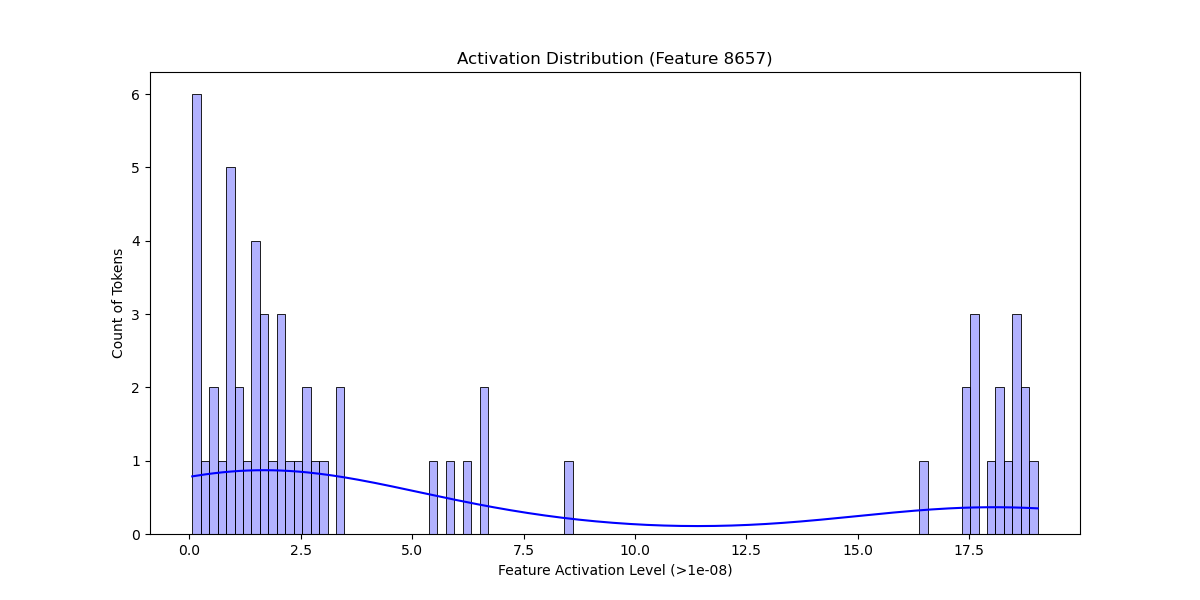 Activation Distribution (Feature 8657)
6
5
4
3
2
1
0
Count of Tokens
0.0 2.5 5.0 7.5 10.0 12.5 15.0 17.5
Feature Activation Level (>1e-08)